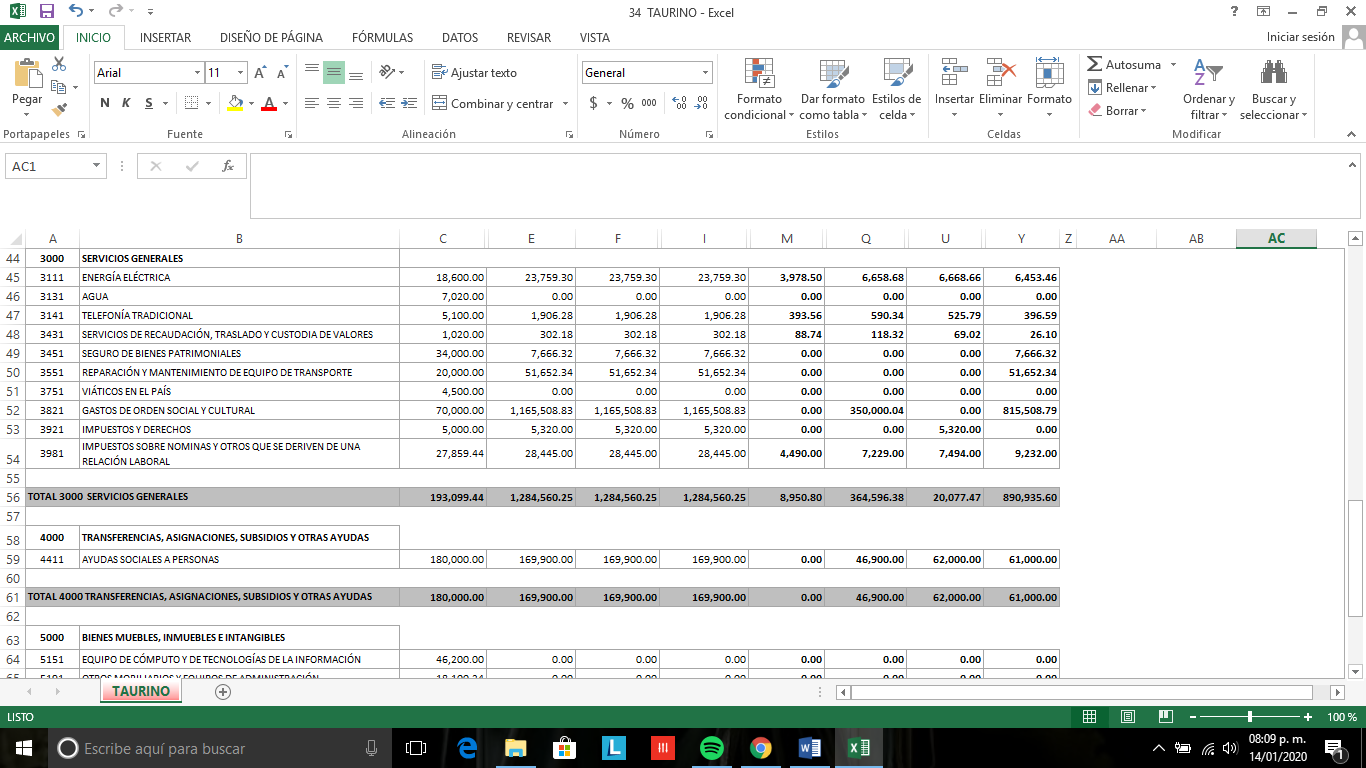 34 TAURINO - Excel
ARCHIVO INICIO INSERTAR DISEÑO DE PÁGINA FÓRMULAS DATOS REVISAR VISTA Iniciar sesión
Pegar
Arial 11
N K S
Ajustar texto
Combinar y centrar
General
$ % 000
Formato condicional
Dar formato como tabla
Estilos de celda
Insertar Eliminar Formato
Autosuma
Rellenar
Borrar
Ordenar y filtrar
Buscar y seleccionar
Portapapeles Fuente Alineación Número Estilos Celdas Modificar
AC1 fx
A B C E F I M Q U Y Z AA AB AC
44 3000 SERVICIOS GENERALES
45 3111 ENERGÍA ELÉCTRICA 18,600.00 23,759.30 23,759.30 23,759.30 3,978.50 6,658.68 6,668.66 6,453.46
46 3131 AGUA 7,020.00 0.00 0.00 0.00 0.00 0.00 0.00 0.00
47 3141 TELEFONÍA TRADICIONAL 5,100.00 1,906.28 1,906.28 1,906.28 393.56 590.34 525.79 396.59
48 3431 SERVICIOS DE RECAUDACIÓN, TRASLADO Y CUSTODIA DE VALORES 1,020.00 302.18 302.18 302.18 88.74 118.32 69.02 26.10
49 3451 SEGURO DE BIENES PATRIMONIALES 34,000.00 7,666.32 7,666.32 7,666.32 0.00 0.00 0.00 7,666.32
50 3551 REPARACIÓN Y MANTENIMIENTO DE EQUIPO DE TRANSPORTE 20,000.00 51,652.34 51,652.34 51,652.34 0.00 0.00 0.00 51,652.34
51 3751 VIÁTICOS EN EL PAÍS 4,500.00 0.00 0.00 0.00 0.00 0.00 0.00 0.00
52 3821 GASTOS DE ORDEN SOCIAL Y CULTURAL 70,000.00 1,165,508.83 1,165,508.83 1,165,508.83 0.00 350,000.04 0.00 815,508.79
53 3921 IMPUESTOS Y DERECHOS 5,000.00 5,320.00 5,320.00 5,320.00 0.00 0.00 5,320.00 0.00
54 3981 IMPUESTOS SOBRE NOMINAS Y OTROS QUE SE DERIVEN DE UNA
RELACIÓN LABORAL 27,859.44 28,445.00 28,445.00 28,445.00 4,490.00 7,229.00 7,494.00 9,232.00
55
56 TOTAL 3000 SERVICIOS GENERALES 193,099.44 1,284,560.25 1,284,560.25 1,284,560.25 8,950.80 364,596.38 20,077.47 890,935.60
57
58 4000 TRANSFERENCIAS, ASIGNACIONES, SUBSIDIOS Y OTRAS AYUDAS
59 4411 AYUDAS SOCIALES A PERSONAS 180,000.00 169,900.00 169,900.00 169,900.00 0.00 46,900.00 62,000.00 61,000.00
60
61 TOTAL 4000 TRANSFERENCIAS, ASIGNACIONES, SUBSIDIOS Y OTRAS AYUDAS 180,000.00 169,900.00 169,900.00 169,900.00 0.00 46,900.00 62,000.00 61,000.00
62
63 5000 BIENES MUEBLES, INMUEBLES E INTANGIBLES
64 5151 EQUIPO DE CÓMPUTO Y DE TECNOLOGÍAS DE LA INFORMACIÓN 46,200.00 0.00 0.00 0.00 0.00 0.00 0.00 0.00
TAURINO
LISTO 100 %
Escribe aquí para buscar
08:09 p. m.
14/01/2020
1